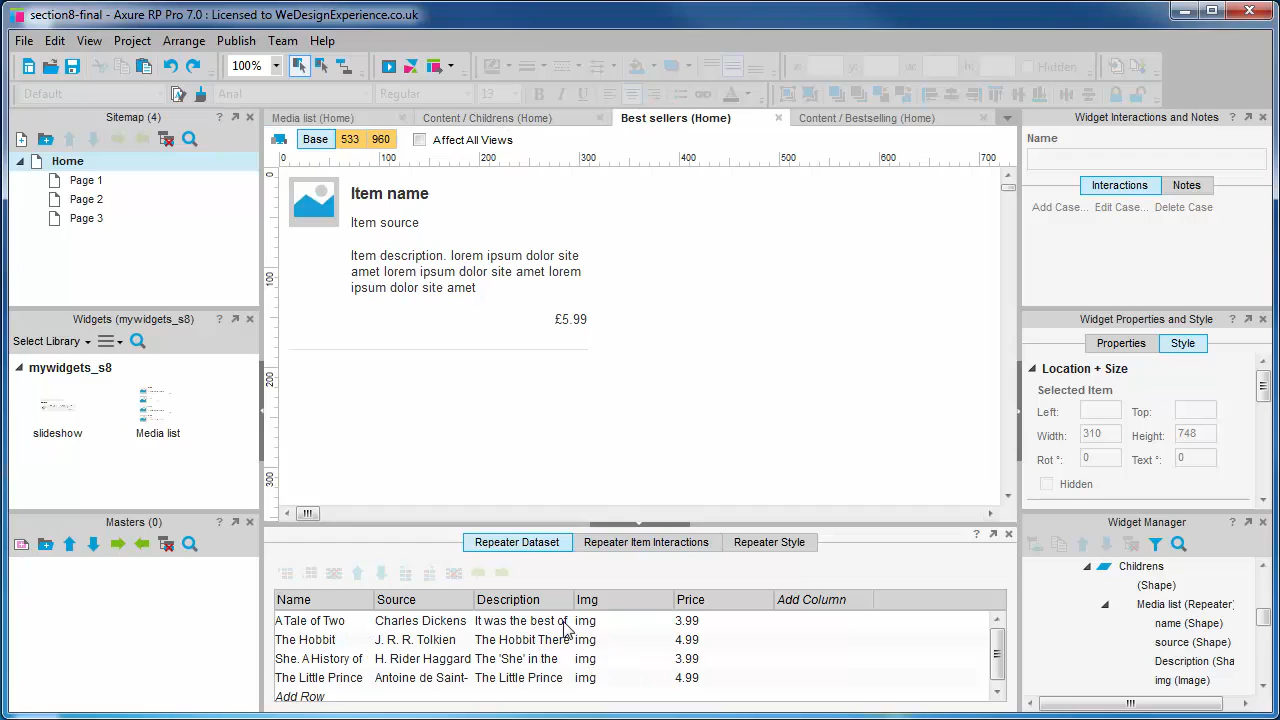 section8-final - Axure RP Pro 7.0 : Licensed to WeDesignExperience.co.uk
File Edit View Project Arrange Publish Team Help
100%
Default Arial Regular 13
Hidden
Sitemap (4)
Home
Page 1
Page 2
Page 3
Widgets (mywidgets_s8)
Select Library
mywidgets_s8
slideshow Media list
Masters (0)
Media list (Home) Content / Childrens (Home) Best sellers (Home) Content / Bestselling (Home)
Base 533 960 Affect All Views
0 100 200 300 400 500 600 700
0
100
200
300
Item name
Item source
Item description. lorem ipsum dolor site
amet lorem ipsum dolor site amet lorem
ipsum dolor site amet
£5.99
Repeater Dataset Repeater Item Interactions Repeater Style
Name Source Description Img Price Add Column
A Tale of Two Charles Dickens It was the best of img 3.99
The Hobbit J. R. R. Tolkien The Hobbit There img 4.99
She. A History of H. Rider Haggard The 'She' in the img 3.99
The Little Prince Antoine de Saint- The Little Prince img 4.99
Add Row
Widget Interactions and Notes
Name
Interactions Notes
Add Case... Edit Case... Delete Case
Widget Properties and Style
Properties Style
Location + Size
Selected Item
Left: Top:
Width: 310 Height: 748
Rot °: 0 Text °: 0
Hidden
Widget Manager
Childrens
(Shape)
Media list (Repeater)
name (Shape)
source (Shape)
Description (Sha
img (Image)